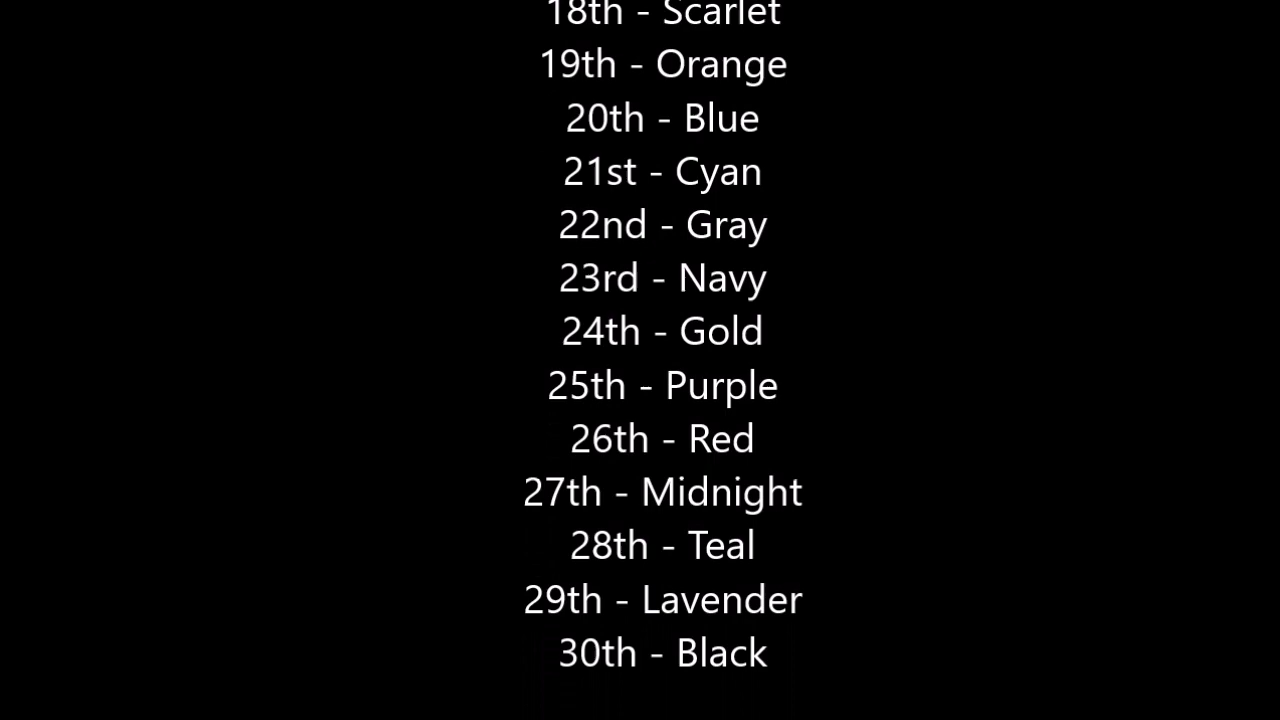 18th - Scarlet
19th - Orange
20th - Blue
21st - Cyan
22nd - Gray
23rd - Navy
24th - Gold
25th - Purple
26th - Red
27th - Midnight
28th - Teal
29th - Lavender
30th - Black